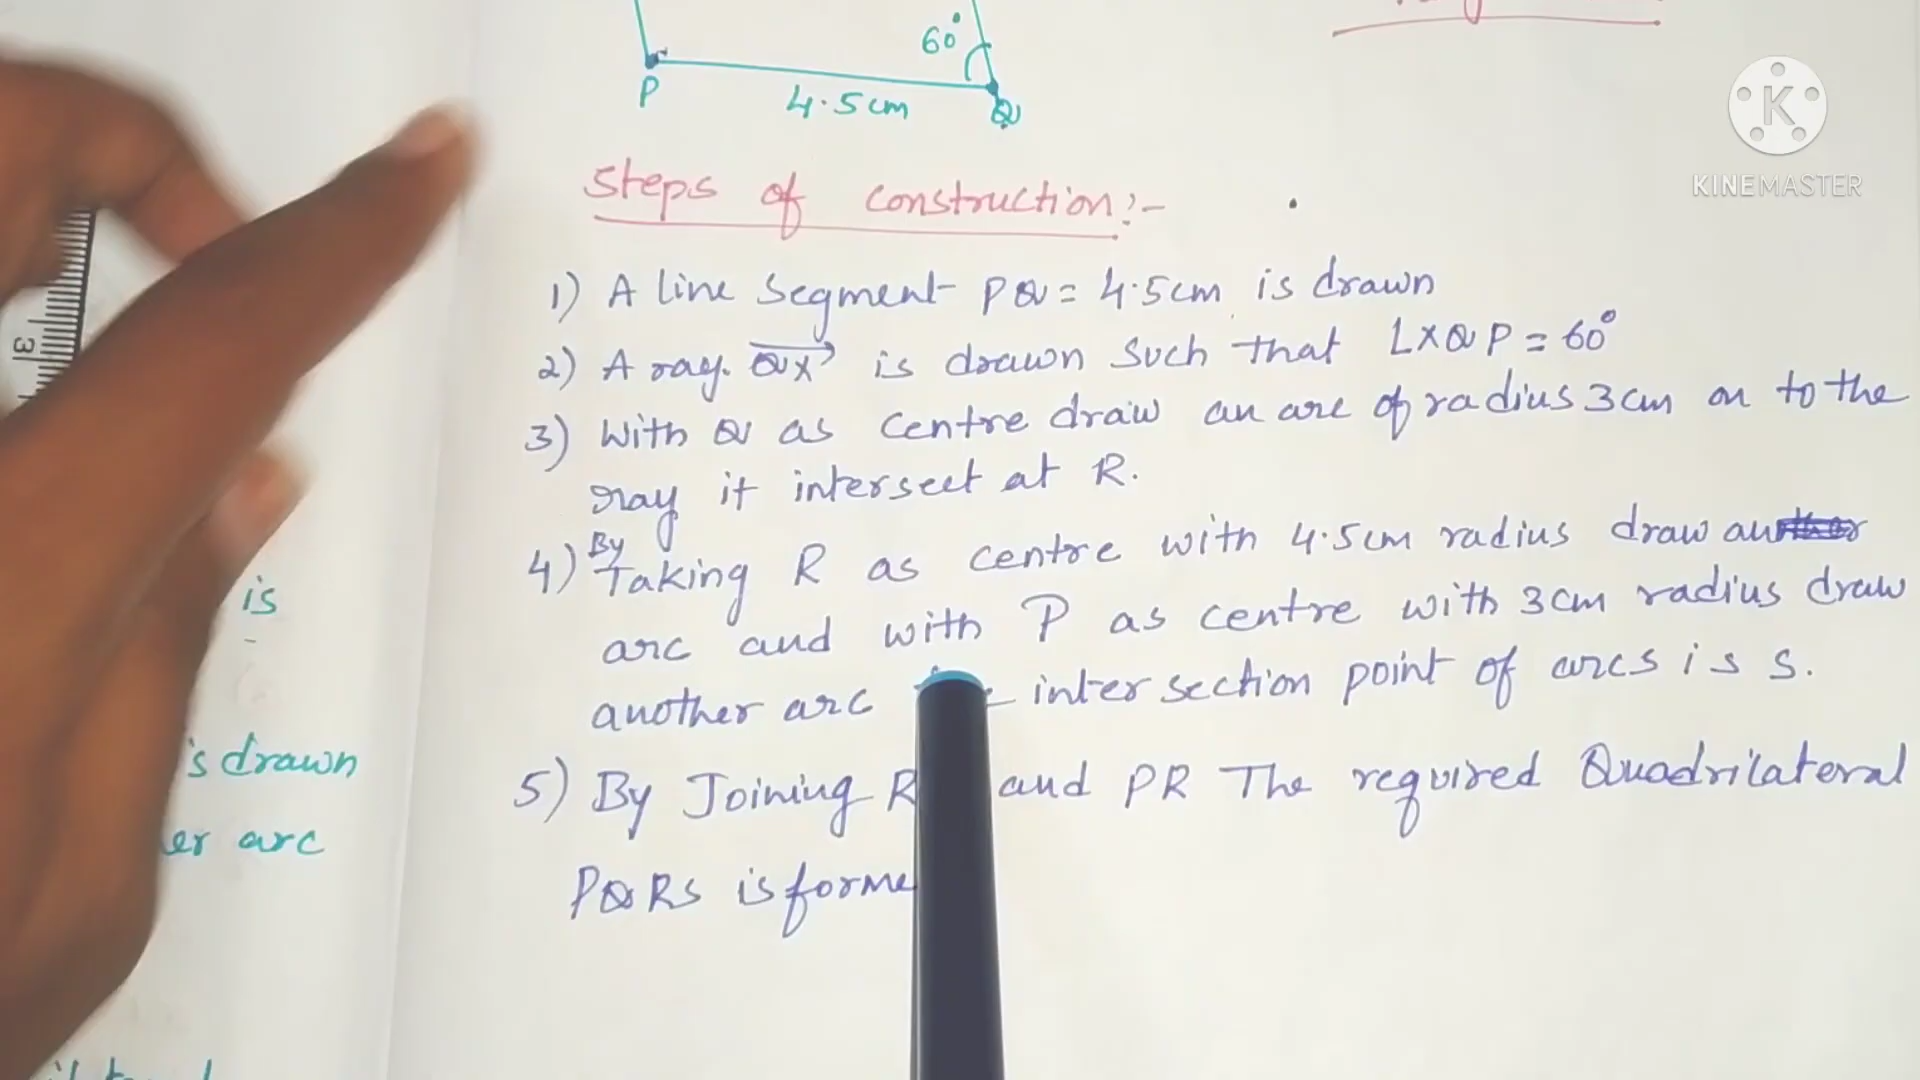 60°
P
4.5cm
Q
K
KINEMASTER
Steps of construction:-
1) A line segment PQ = 4.5cm is drawn
2) A ray. QX is drawn such that ∠XQP = 60°
3) With Q as centre draw an arc of radius 3cm on to the
ray it intersect at R.
4) By Taking R as centre with 4.5cm radius draw an
arc and with P as centre with 3cm radius draw
another arc intersection point of arcs is S.
5) By Joining and PR The required Quadrilateral
PQRS is
3
is
drawn
arc